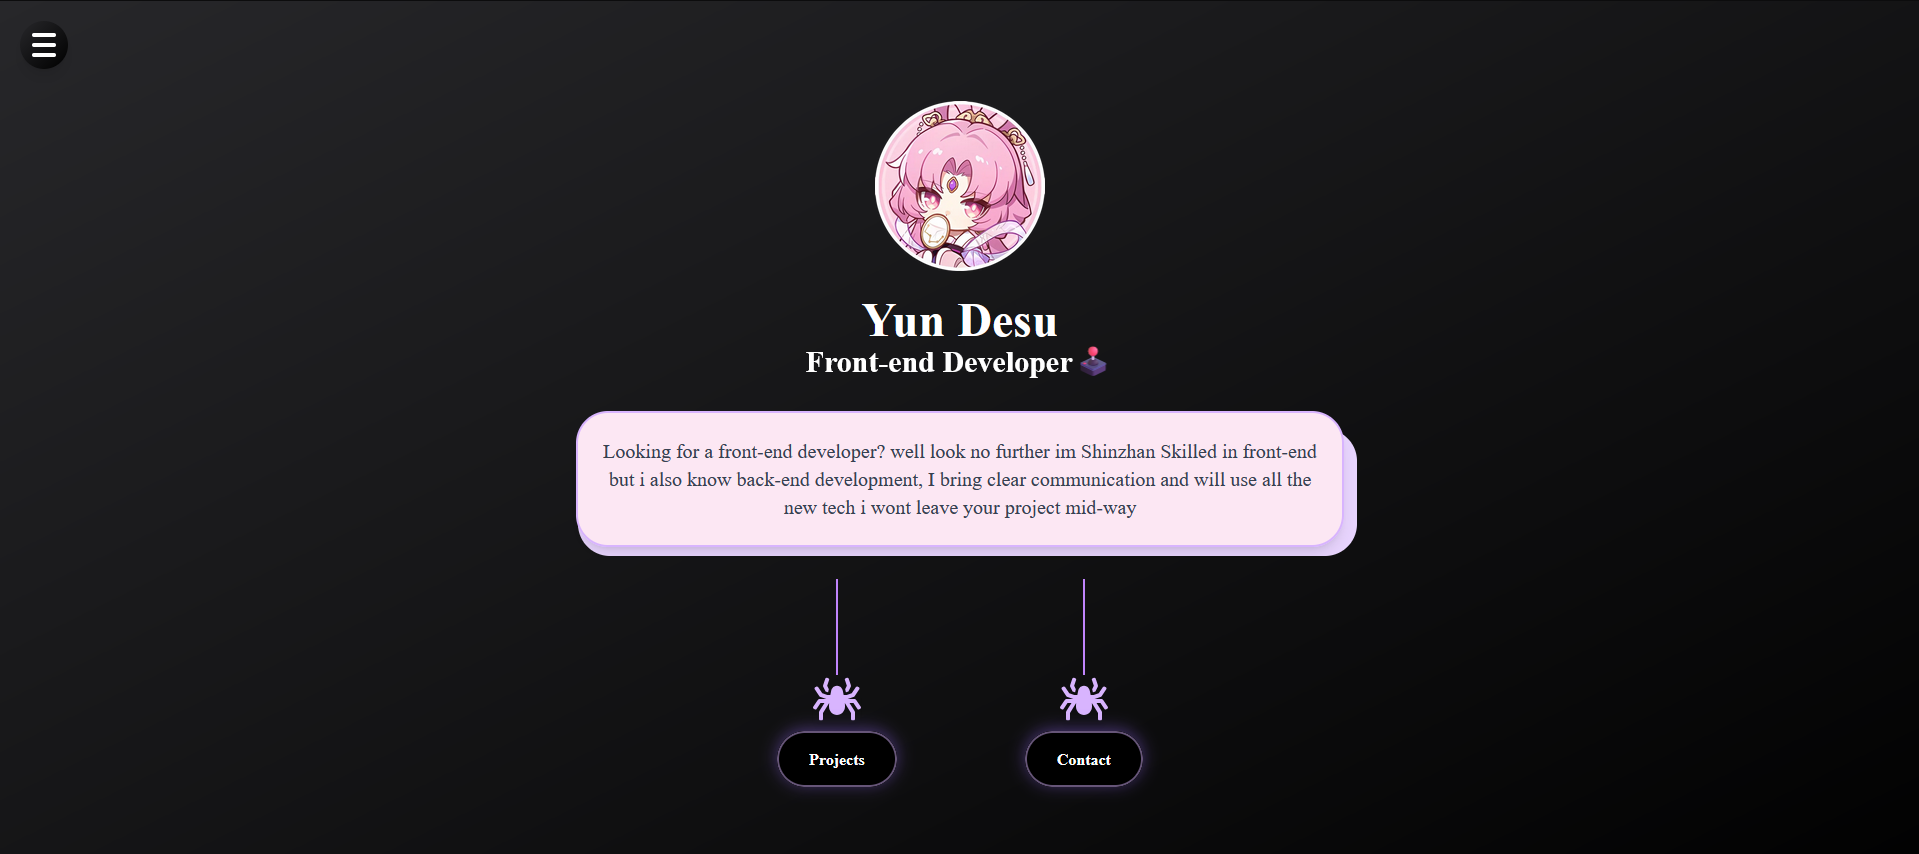 Yun Desu
Front-end Developer
Looking for a front-end developer? well look no further im Shinzhan Skilled in front-end
but i also know back-end development, I bring clear communication and will use all the
new tech i wont leave your project mid-way
Projects
Contact